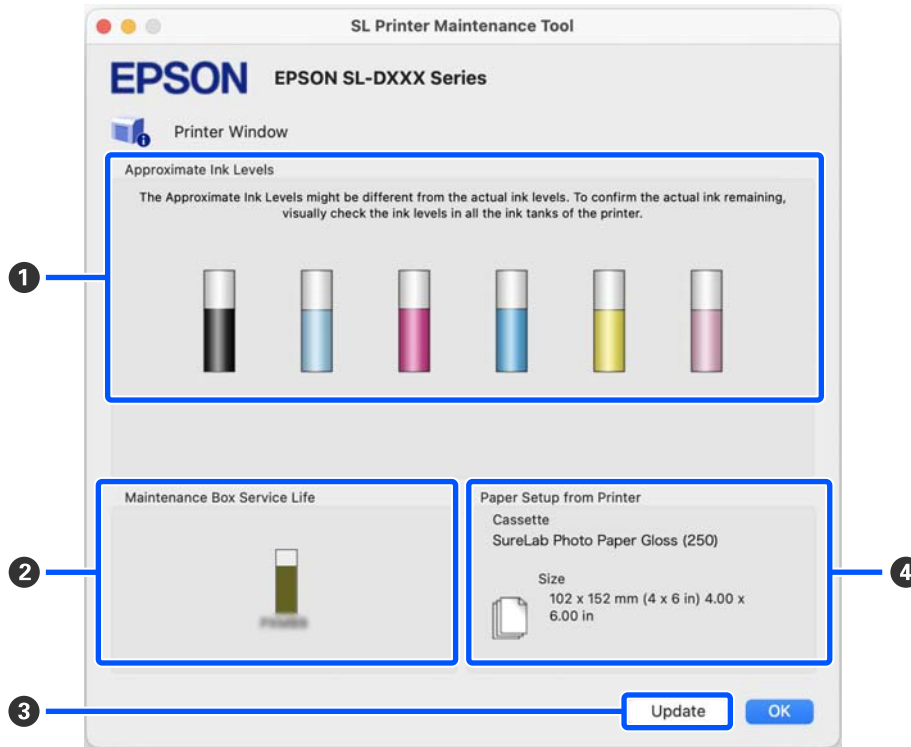 SL Printer Maintenance Tool
EPSON
EPSON SL-DXXX Series
Printer Window
Approximate Ink Levels
The Approximate Ink Levels might be different from the actual ink levels. To confirm the actual ink remaining,
visually check the ink levels in all the ink tanks of the printer.
1
Maintenance Box Service Life
2
Paper Setup from Printer
Cassette
SureLab Photo Paper Gloss (250)
Size
102 x 152 mm (4 x 6 in) 4.00 x
6.00 in
4
3
Update
OK